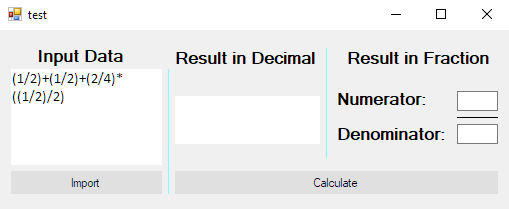 test
Input Data
(1/2)+(1/2)+(2/4)*
((1/2)/2)
Import
Result in Decimal
Result in Fraction
Numerator:
Denominator:
Calculate